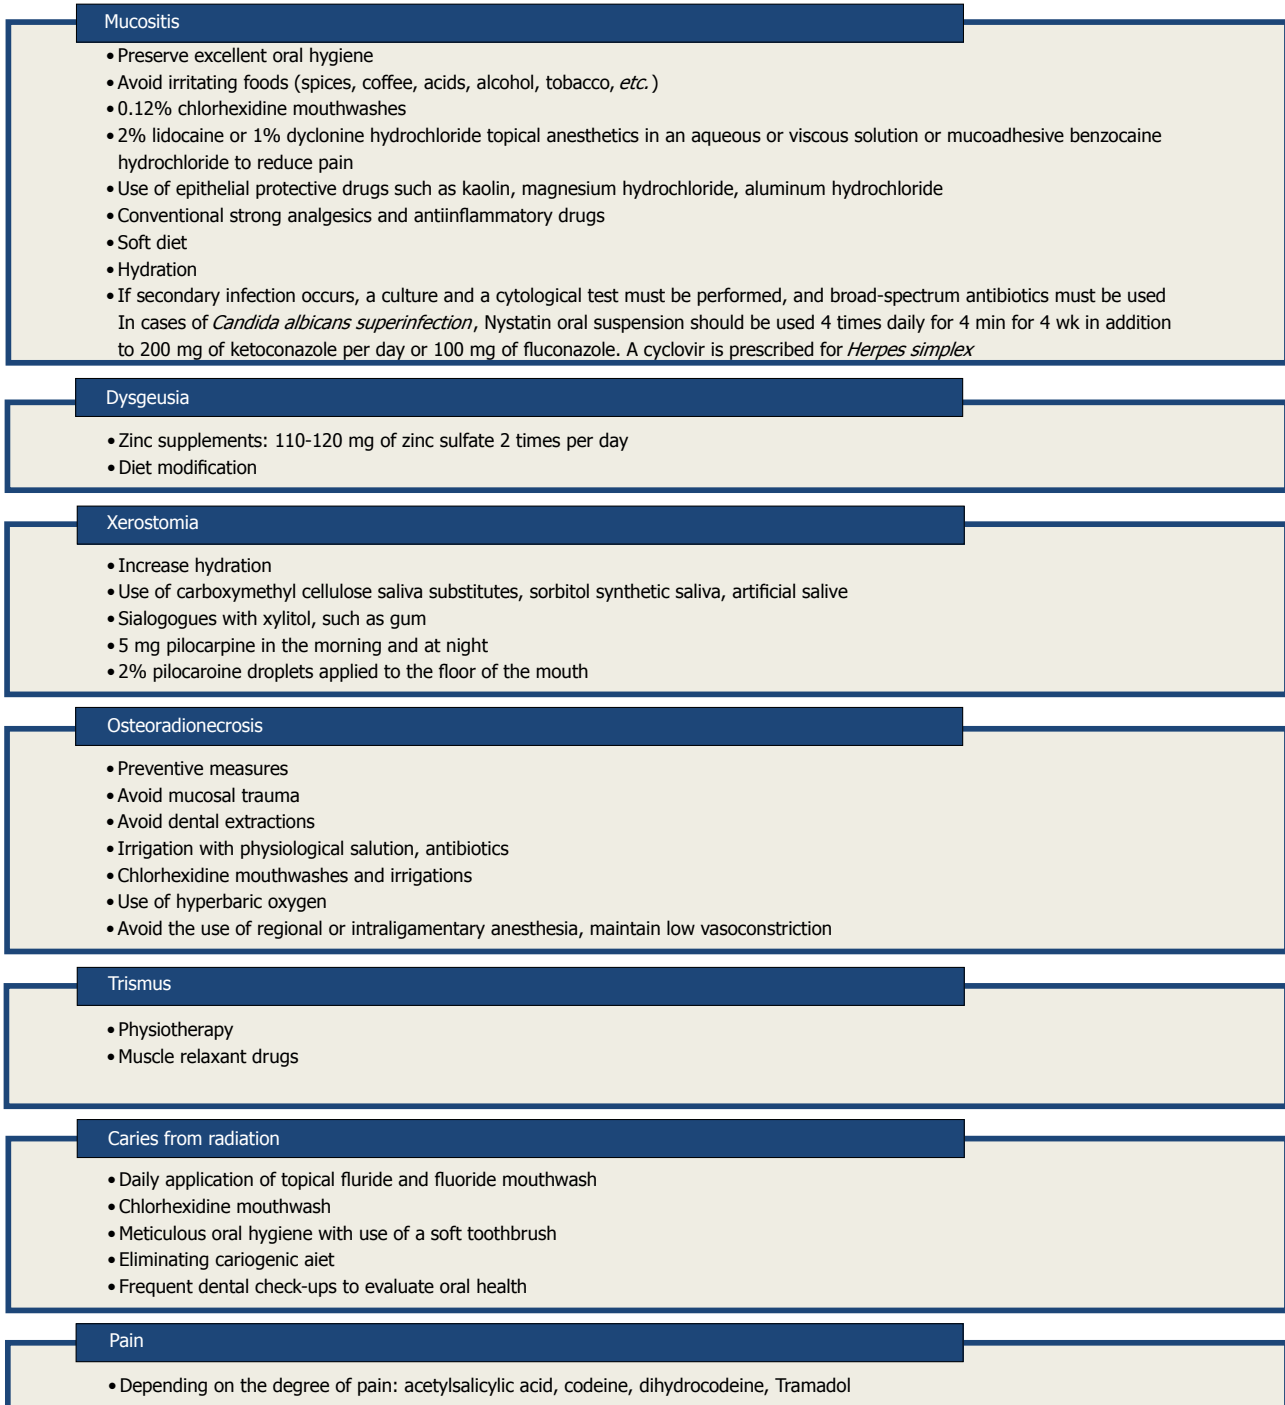 Mucositis
• Preserve excellent oral hygiene
• Avoid irritating foods (spices, coffee, acids, alcohol, tobacco, etc.)
• 0.12% chlorhexidine mouthwashes
• 2% lidocaine or 1% dyclonine hydrochloride topical anesthetics in an aqueous or viscous solution or mucoadhesive benzocaine
hydrochloride to reduce pain
• Use of epithelial protective drugs such as kaolin, magnesium hydrochloride, aluminum hydrochloride
• Conventional strong analgesics and antiinflammatory drugs
• Soft diet
• Hydration
• If secondary infection occurs, a culture and a cytological test must be performed, and broad-spectrum antibiotics must be used
In cases of Candida albicans superinfection, Nystatin oral suspension should be used 4 times daily for 4 min for 4 wk in addition
to 200 mg of ketoconazole per day or 100 mg of fluconazole. A cyclovir is prescribed for Herpes simplex
Dysgeusia
• Zinc supplements: 110-120 mg of zinc sulfate 2 times per day
• Diet modification
Xerostomia
• Increase hydration
• Use of carboxymethyl cellulose saliva substitutes, sorbitol synthetic saliva, artificial salive
• Sialogogues with xylitol, such as gum
• 5 mg pilocarpine in the morning and at night
• 2% pilocaroine droplets applied to the floor of the mouth
Osteoradionecrosis
• Preventive measures
• Avoid mucosal trauma
• Avoid dental extractions
• Irrigation with physiological salution, antibiotics
• Chlorhexidine mouthwashes and irrigations
• Use of hyperbaric oxygen
• Avoid the use of regional or intraligamentary anesthesia, maintain low vasoconstriction
Trismus
• Physiotherapy
• Muscle relaxant drugs
Caries from radiation
• Daily application of topical fluride and fluoride mouthwash
• Chlorhexidine mouthwash
• Meticulous oral hygiene with use of a soft toothbrush
• Eliminating cariogenic aiet
• Frequent dental check-ups to evaluate oral health
Pain
• Depending on the degree of pain: acetylsalicylic acid, codeine, dihydrocodeine, Tramadol